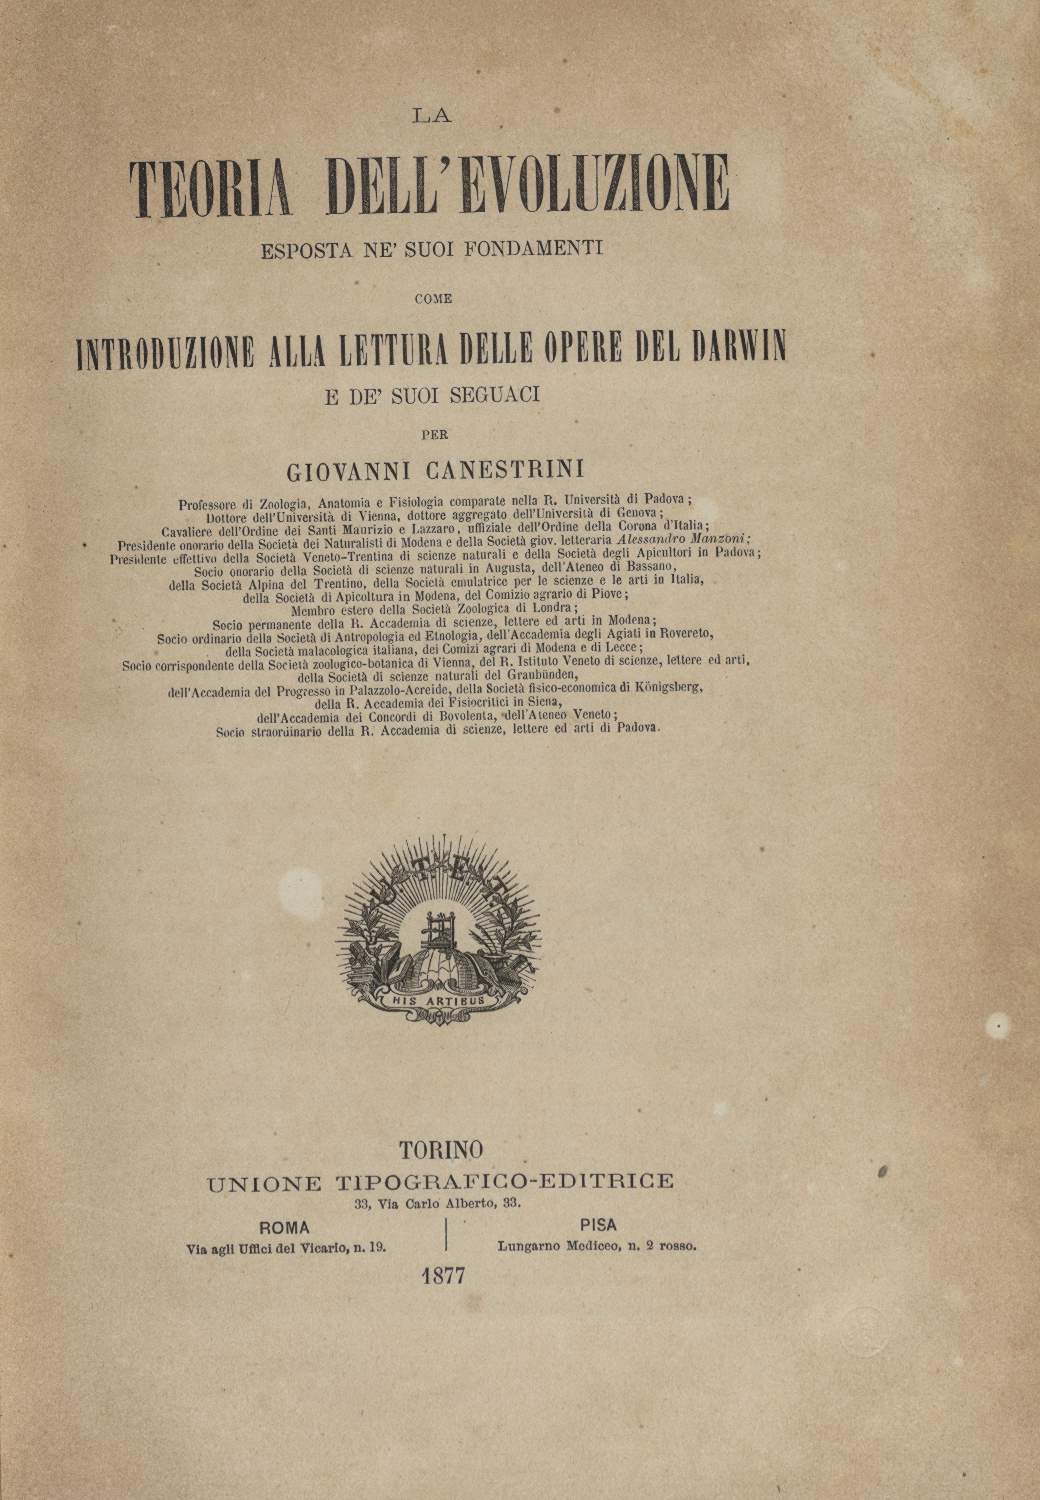 LA
TEORIA DELL'EVOLUZIONE
ESPOSTA NE' SUOI FONDAMENTI
COME
INTRODUZIONE ALLA LETTURA DELLE OPERE DEL DARWIN
E DE' SUOI SEGUACI
PER
GIOVANNI CANESTRINI
Professore di Zoologia, Anatomia e Fisiologia comparate nella R. Università di Padova;
Dottore dell'Università di Vienna, dottore aggregato dell'Università di Genova;
Cavaliere dell'Ordine dei Santi Maurizio e Lazzaro, uffiziale dell'Ordine della Corona d'Italia;
Presidente onorario della Società dei Naturalisti di Modena e della Società giov. letteraria Alessandro Manzoni;
Presidente effettivo della Società Veneto-Trentina di scienze naturali e della Società degli Apicultori in Padova;
Socio onorario della Società di scienze naturali in Augusta, dell'Ateneo di Bassano,
della Società Alpina del Trentino, della Società emulatrice per le scienze e le arti in Italia,
della Società di Apicoltura in Modena, del Comizio agrario di Piove;
Membro estero della Società Zoologica di Londra;
Socio permanente della R. Accademia di scienze, lettere ed arti in Modena;
Socio ordinario della Società di Antropologia ed Etnologia, dell'Accademia degli Agiati in Rovereto,
della Società malacologica italiana, dei Comizi agrari di Modena e di Lecce;
Socio corrispondente della Società zoologico-botanica di Vienna, del R. Istituto Veneto di scienze, lettere ed arti,
della Società di scienze naturali del Graubünden,
dell'Accademia del Progresso in Palazzolo-Acreide, della Società fisico-economica di Königsberg,
della R. Accademia dei Fisiocritici in Siena,
dell'Accademia dei Concordi di Bovolenta, dell'Ateneo Veneto;
Socio straordinario della R. Accademia di scienze, lettere ed arti di Padova.
U.T.E.T.
HIS ARTIBUS
TORINO
UNIONE TIPOGRAFICO-EDITRICE
33, Via Carlo Alberto, 33.
ROMA
Via agli Uffici del Vicario, n. 19.
PISA
Lungarno Mediceo, n. 2 rosso.
1877